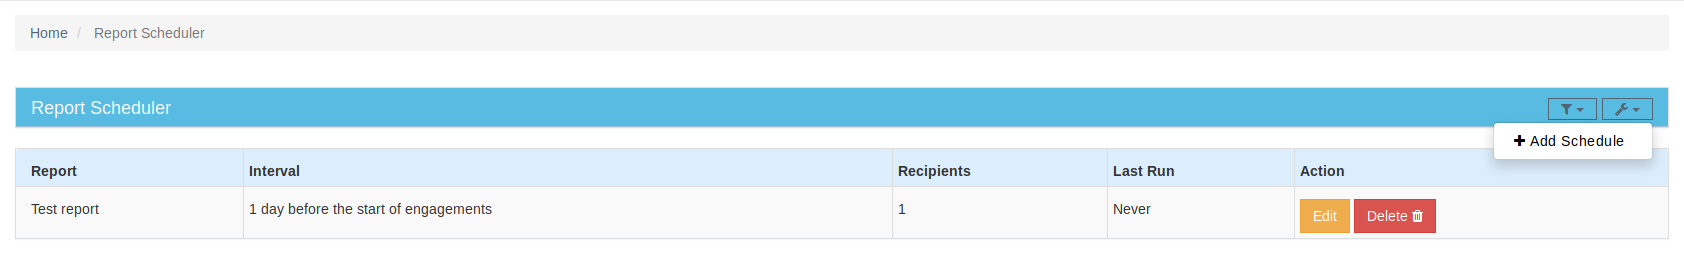 Home / Report Scheduler
Report Scheduler
Add Schedule
Report Interval Recipients Last Run Action
Test report 1 day before the start of engagements 1 Never Edit Delete